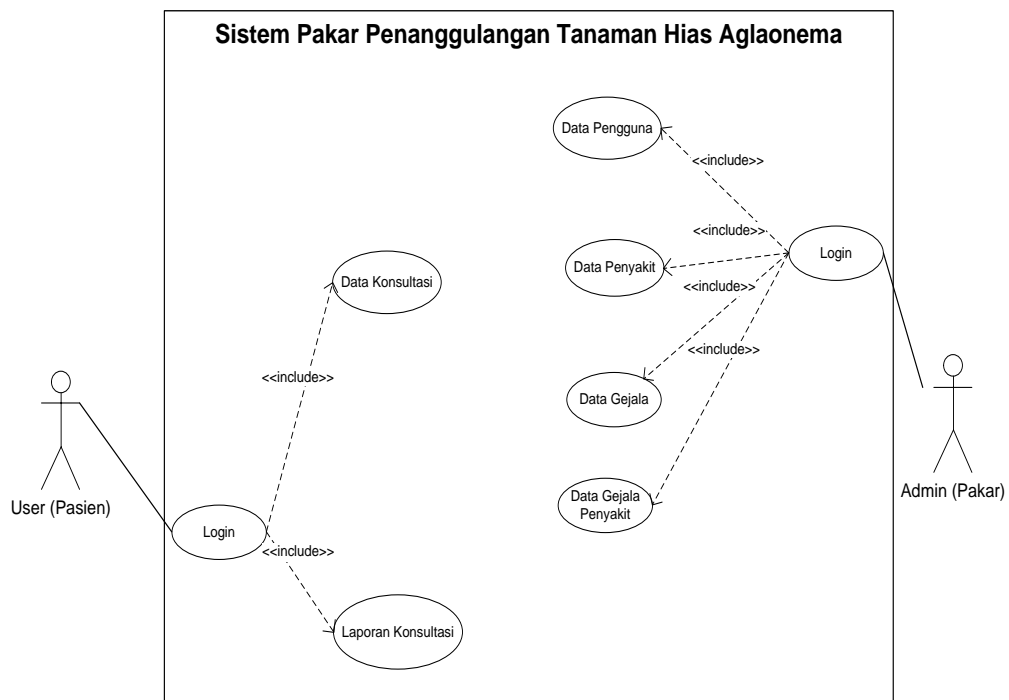 Sistem Pakar Penanggulangan Tanaman Hias Aglaonema
Data Pengguna
<<include>>
<<include>>
Login
Data Penyakit
Data Konsultasi
<<include>>
<<include>>
<<include>>
Data Gejala
User (Pasien)
Admin (Pakar)
Data Gejala
Penyakit
Login
<<include>>
Laporan Konsultasi